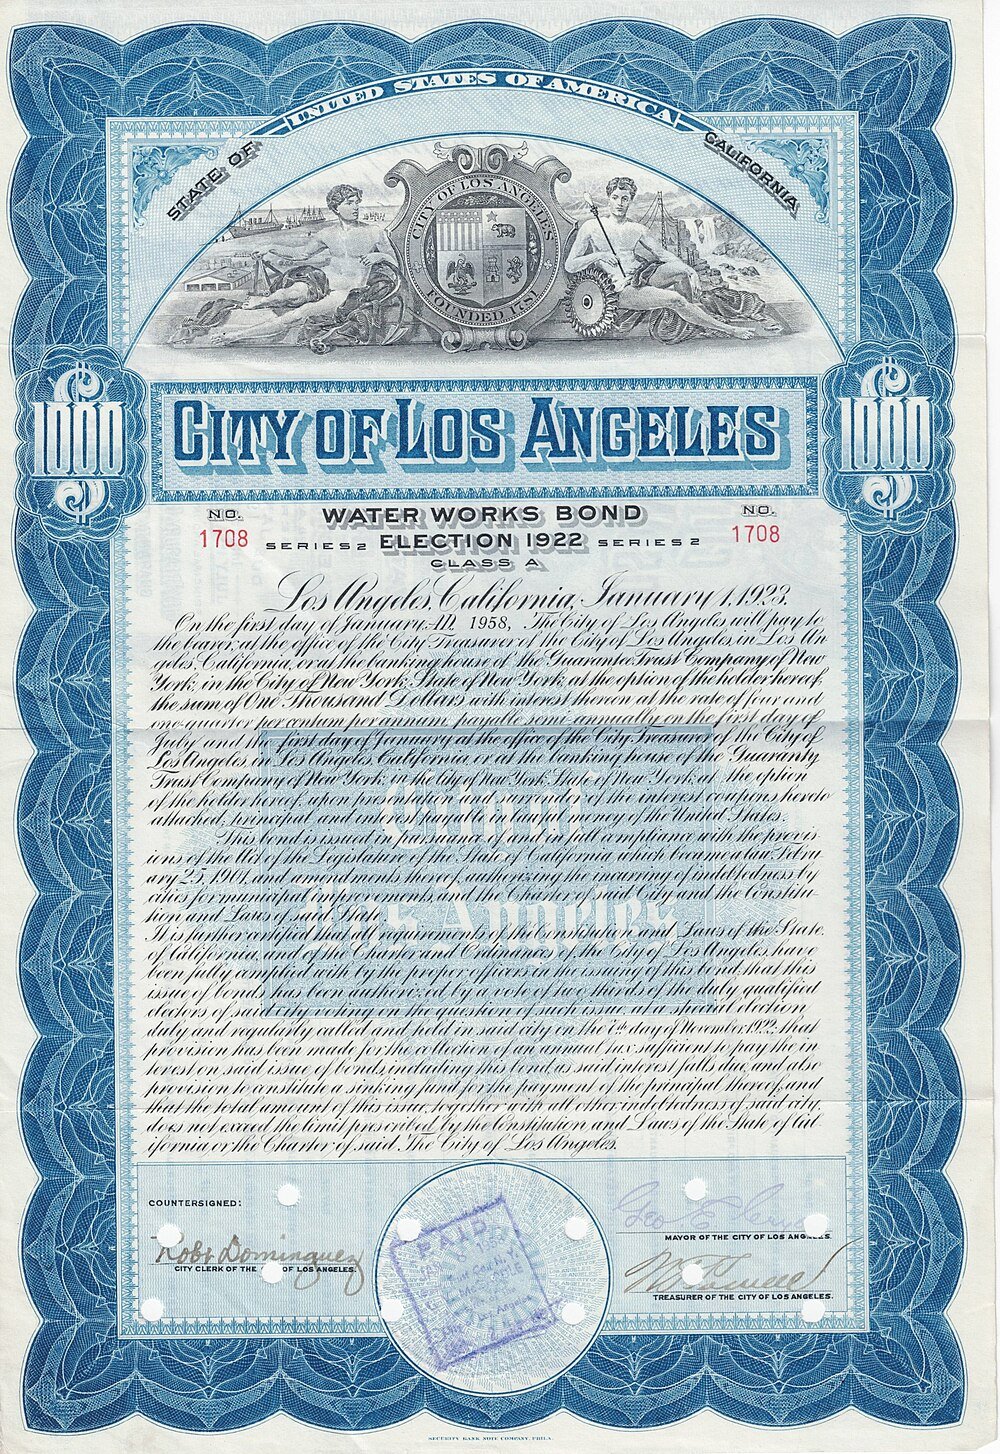 UNITED STATES OF AMERICA
STATE OF
CALIFORNIA
CITY OF LOS ANGELES
FOUNDED 1781
1000
1000
CITY OF LOS ANGELES
NO. WATER WORKS BOND NO.
1708 SERIES 2 ELECTION 1922 SERIES 2 1708
CLASS A
Los Angeles, California, January 1, 1923.
On the first day of January, A.D. 1958, The City of Los Angeles will pay to
the bearer, at the office of the City Treasurer of the City of Los Angeles in Los An
geles, California, or at the banking house of the Guarantee Trust Company of New
York, in the City of New York, State of New York, at the option of the holder hereof,
the sum of One Thousand Dollars with interest thereon at the rate of four and
one-quarter per centum per annum, payable semi-annually on the first day of
July and the first day of January at the office of the City Treasurer of the City of
Los Angeles in Los Angeles, California, or at the banking house of the Guaranty
Trust Company of New York, in the City of New York, State of New York, at the option
of the holder hereof, upon presentation and surrender of the interest coupons hereto
attached, principal and interest payable in lawful money of the United States.
This bond is issued in pursuance of and in full compliance with the provis
ions of the Act of the Legislature of the State of California which became a law Febru
ary 25, 1901, and amendments thereof, authorizing the incurring of indebtedness by
cities for municipal improvements, and the Charter of said City and the Constitu-
tion and Laws of said State.
It is further certified that all requirements of the Constitution and Laws of the State
of California, and of the Charter and Ordinances of the City of Los Angeles, have
been fully complied with by the proper officers in the issuing of this bond, that this
issue of bonds has been authorized by a vote of two thirds of the duly qualified
electors of said city voting on the question of such issue at a special election
duly and regularly called and held in said city on the 7th day of November 1922, that
provision has been made for the collection of an annual tax sufficient to pay the in
terest on said issue of bonds, including this bond, as said interest falls due, and also
provision to constitute a sinking fund for the payment of the principal thereof, and
that the total amount of this issue, together with all other indebtedness of said city,
does not exceed the limit prescribed by the Constitution and Laws of the State of Cal
ifornia, or the Charter of said The City of Los Angeles.
City of
Los Angeles
COUNTERSIGNED:
Robt Dominguez
CITY CLERK OF THE OF LOS ANGELES.
PAID
Geo E Cryer
MAYOR OF THE CITY OF LOS ANGELES.
TREASURER OF THE CITY OF LOS ANGELES.
SECURITY BANK NOTE COMPANY, PHILA.